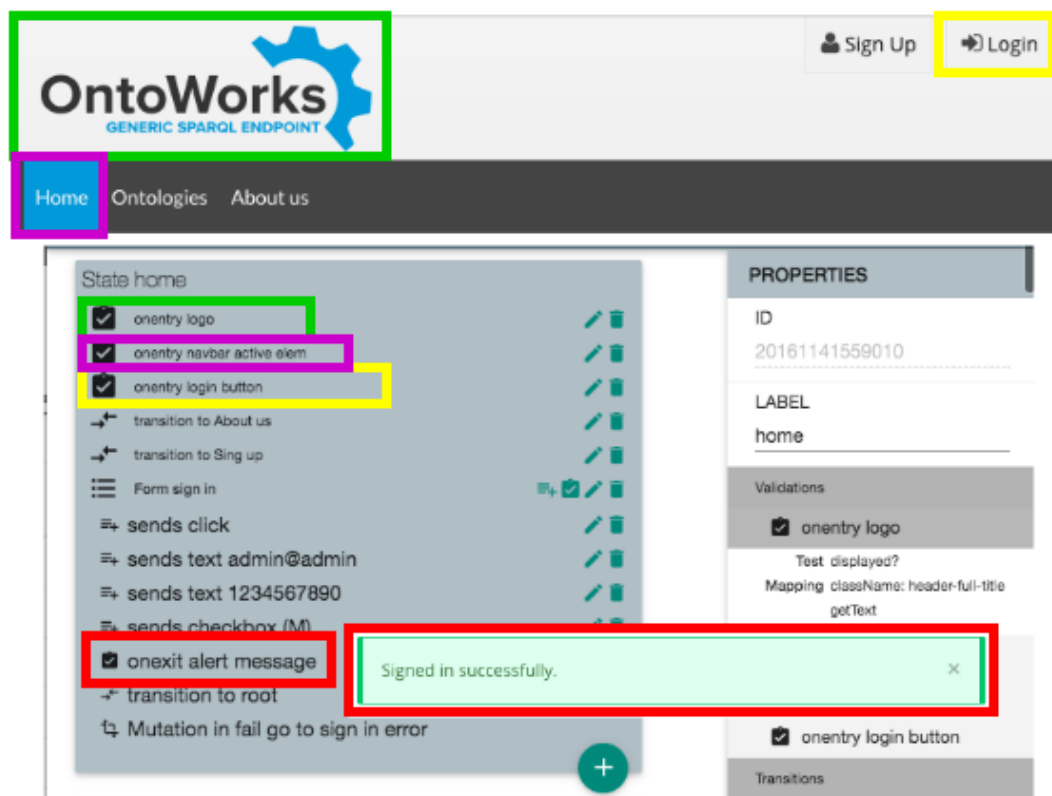 Sign Up
Login
OntoWorks
GENERIC SPARQL ENDPOINT
Home
Ontologies
About us
State home
onentry logo
onentry navbar active elem
onentry login button
transition to About us
transition to Sing up
Form sign in
sends click
sends text admin@admin
sends text 1234567890
sends checkbox (M)
onexit alert message
transition to root
Mutation in fail go to sign in error
+
Signed in successfully.
×
PROPERTIES
ID
20161141559010
LABEL
home
Validations
onentry logo
Test displayed?
Mapping className: header-full-title
getText
onentry login button
Transitions